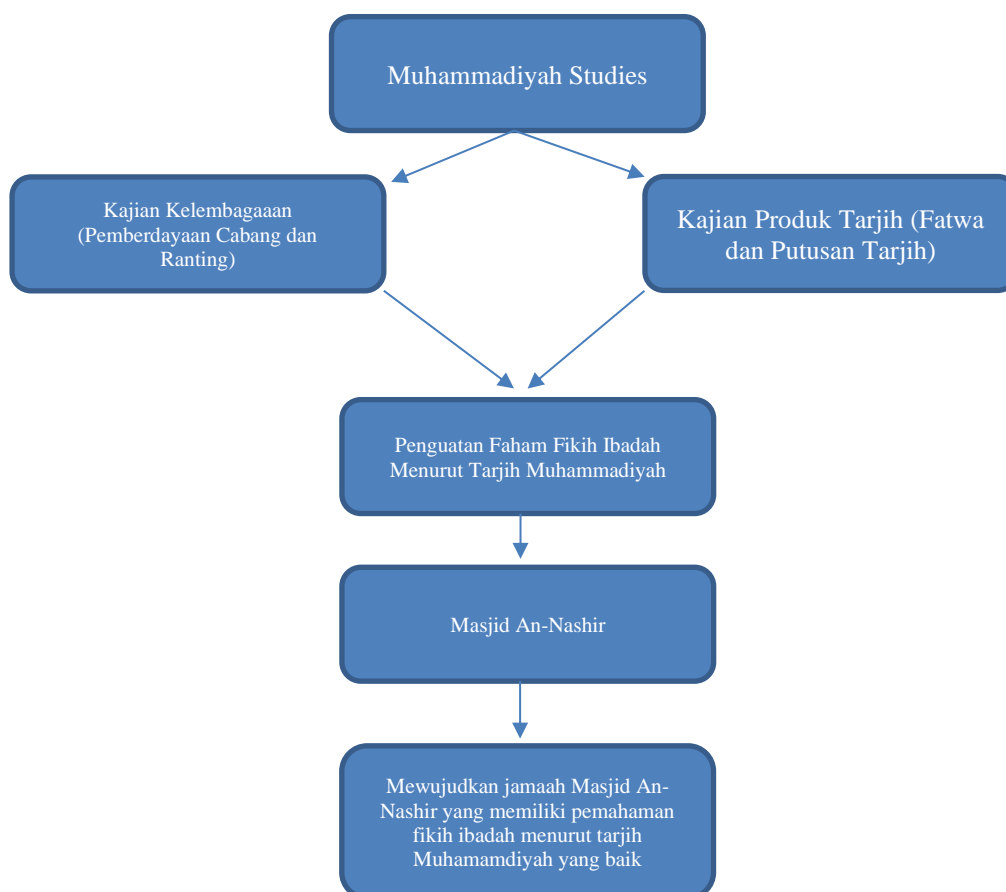 Muhammadiyah Studies
Kajian Kelembagaaan
(Pemberdayaan Cabang dan
Ranting)
Kajian Produk Tarjih (Fatwa
dan Putusan Tarjih)
Penguatan Faham Fikih Ibadah
Menurut Tarjih Muhammadiyah
Masjid An-Nashir
Mewujudkan jamaah Masjid An-
Nashir yang memiliki pemahaman
fikih ibadah menurut tarjih
Muhamamdiyah yang baik